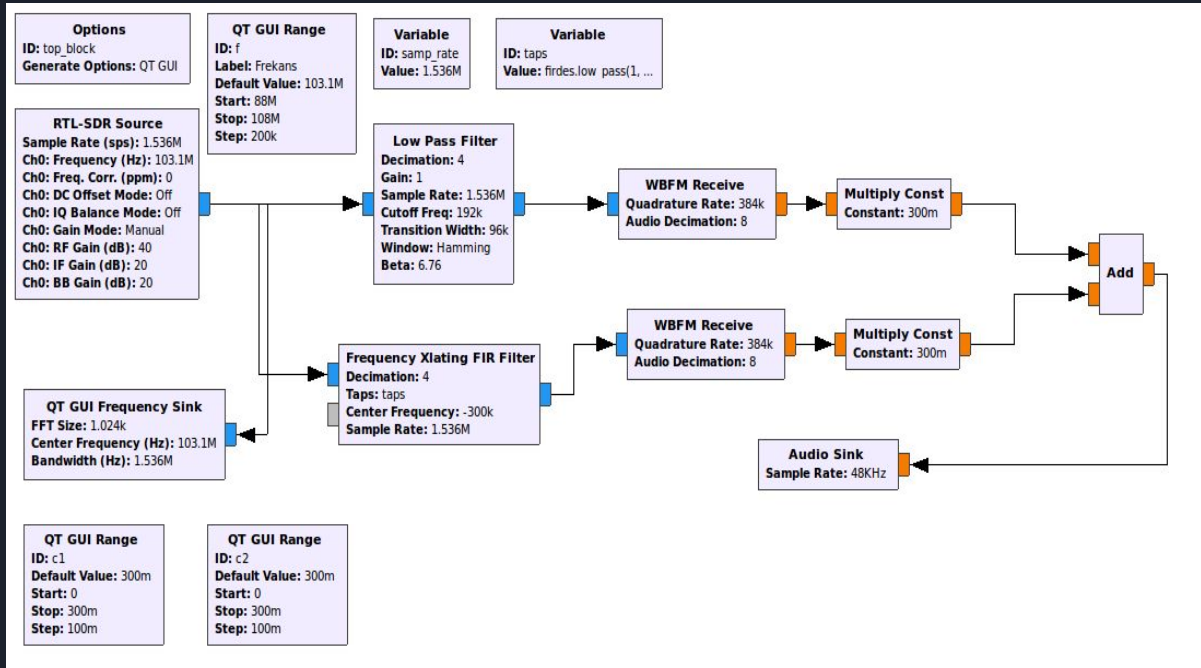 Options
ID: top_block
Generate Options: QT GUI
QT GUI Range
ID: f
Label: Frekans
Default Value: 103.1M
Start: 88M
Stop: 108M
Step: 200k
Variable
ID: samp_rate
Value: 1.536M
Variable
ID: taps
Value: firdes.low pass(1, ...
RTL-SDR Source
Sample Rate (sps): 1.536M
Ch0: Frequency (Hz): 103.1M
Ch0: Freq. Corr. (ppm): 0
Ch0: DC Offset Mode: Off
Ch0: IQ Balance Mode: Off
Ch0: Gain Mode: Manual
Ch0: RF Gain (dB): 40
Ch0: IF Gain (dB): 20
Ch0: BB Gain (dB): 20
Low Pass Filter
Decimation: 4
Gain: 1
Sample Rate: 1.536M
Cutoff Freq: 192k
Transition Width: 96k
Window: Hamming
Beta: 6.76
WBFM Receive
Quadrature Rate: 384k
Audio Decimation: 8
Multiply Const
Constant: 300m
Add
Frequency Xlating FIR Filter
Decimation: 4
Taps: taps
Center Frequency: -300k
Sample Rate: 1.536M
WBFM Receive
Quadrature Rate: 384k
Audio Decimation: 8
Multiply Const
Constant: 300m
QT GUI Frequency Sink
FFT Size: 1.024k
Center Frequency (Hz): 103.1M
Bandwidth (Hz): 1.536M
Audio Sink
Sample Rate: 48KHz
QT GUI Range
ID: c1
Default Value: 300m
Start: 0
Stop: 300m
Step: 100m
QT GUI Range
ID: c2
Default Value: 300m
Start: 0
Stop: 300m
Step: 100m